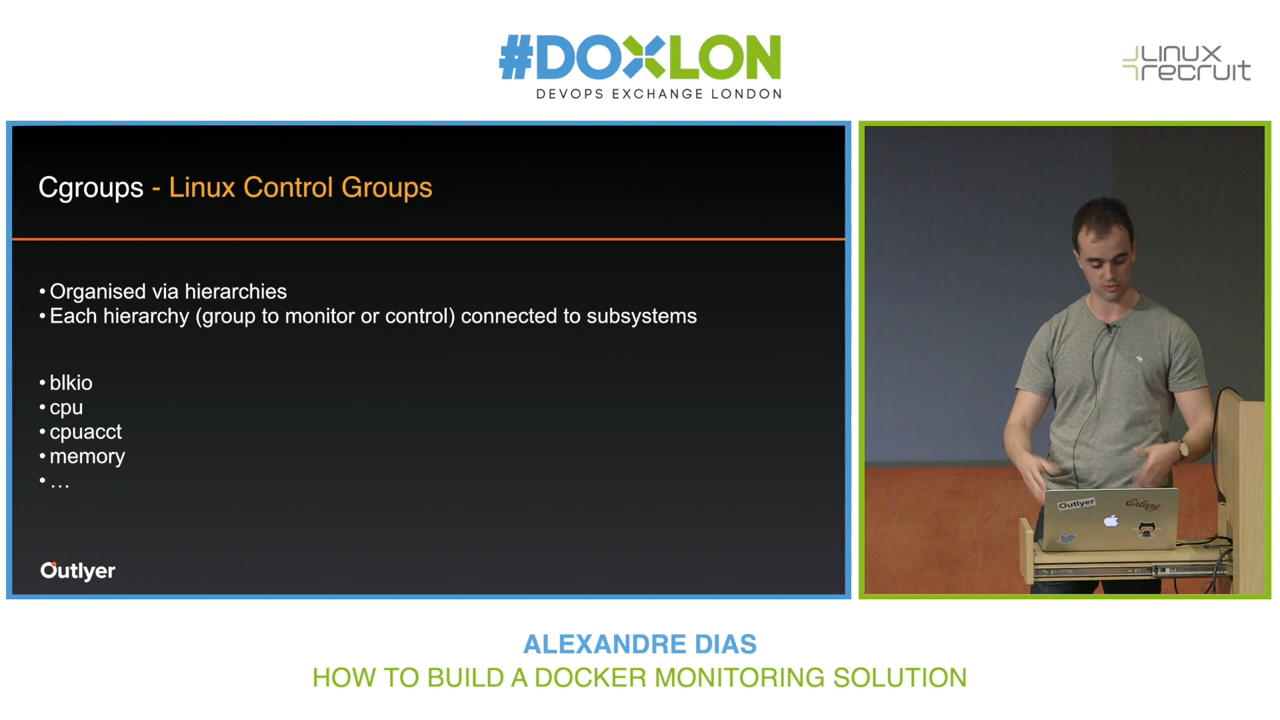 #DOXLON
DEVOPS EXCHANGE LONDON
Linux
recruit
Cgroups - Linux Control Groups
• Organised via hierarchies
• Each hierarchy (group to monitor or control) connected to subsystems
• blkio
• cpu
• cpuacct
• memory
• …
Outlyer
Outlyer
Erlang
ALEXANDRE DIAS
HOW TO BUILD A DOCKER MONITORING SOLUTION